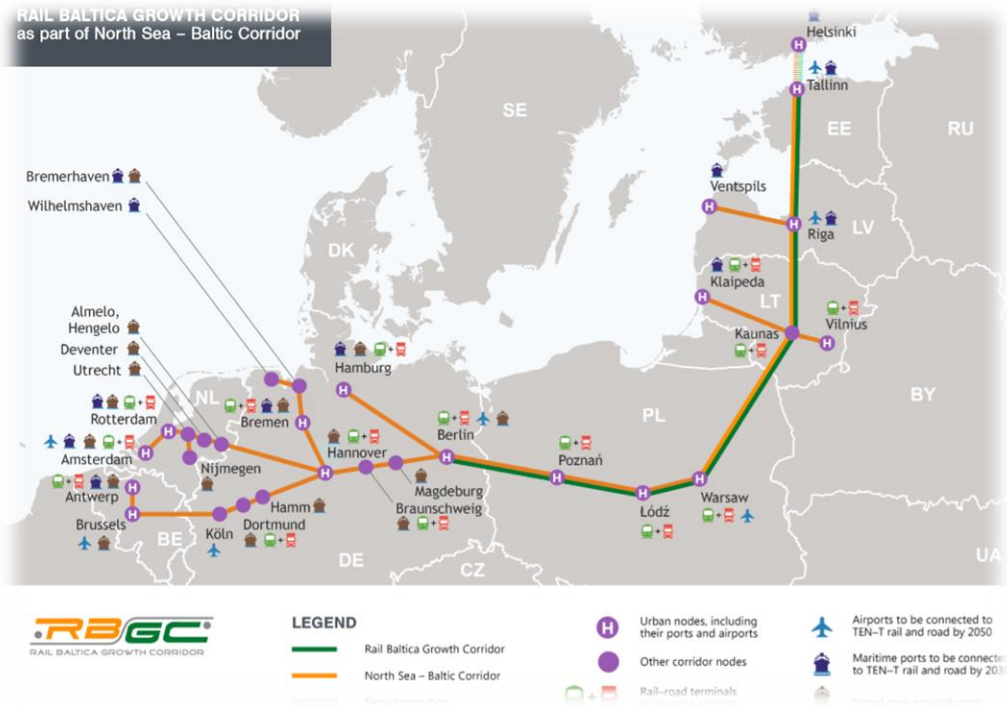 RAIL BALTICA GROWTH CORRIDOR
as part of North Sea – Baltic Corridor
Helsinki
Tallinn
SE
EE
RU
Bremerhaven
Ventspils
Wilhelmshaven
Riga
LV
DK
Klaipeda
LT
Almelo,
Hengelo
Vilnius
Kaunas
Deventer
Utrecht
Hamburg
NL
BY
PL
Rotterdam
Bremen
Berlin
Amsterdam
Hannover
Poznań
Nijmegen
Antwerp
Magdeburg
Warsaw
Hamm
Braunschweig
Łódź
Brussels
Dortmund
Köln
BE
DE
CZ
UA
RBGC
RAIL BALTICA GROWTH CORRIDOR
LEGEND
Rail Baltica Growth Corridor
North Sea – Baltic Corridor
H
Urban nodes, including
their ports and airports
Other corridor nodes
Rail–road terminals
Airports to be connected to
TEN–T rail and road by 2050
Maritime ports to be connected
to TEN–T rail and road by